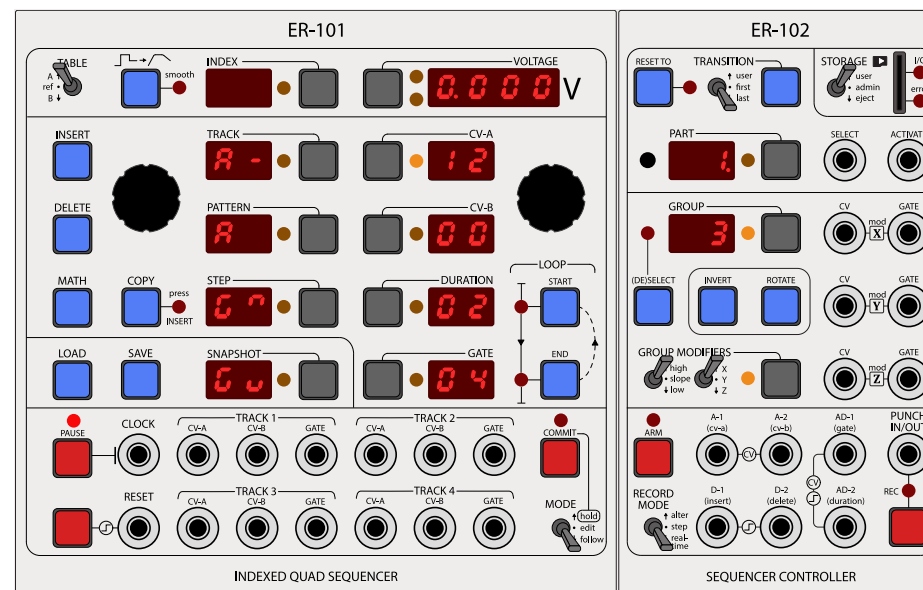 ER-101
ER-102
TABLE
A
ref
B
smooth
INDEX
VOLTAGE
0.000 V
RESET TO
TRANSITION
user
first
last
STORAGE
user
admin
eject
INSERT
TRACK
A -
CV-A
12
PART
1.
SELECT
DELETE
PATTERN
A
CV-B
00
GROUP
3
CV
mod
X
GATE
MATH
COPY
press
INSERT
STEP
DURATION
02
LOOP
START
(DE)SELECT
INVERT
ROTATE
CV
mod
Y
GATE
LOAD
SAVE
SNAPSHOT
GATE
04
END
GROUP MODIFIERS
high
slope
low
X
Y
Z
CV
mod
Z
GATE
PAUSE
CLOCK
TRACK 1
CV-A
CV-B
GATE
TRACK 2
CV-A
CV-B
GATE
COMMIT
ARM
A-1
(cv-a)
A-2
(cv-b)
AD-1
(gate)
PUNCH
IN/OUT
CV
CV
RESET
TRACK 3
CV-A
CV-B
GATE
TRACK 4
CV-A
CV-B
GATE
MODE
hold
edit
follow
RECORD
MODE
alter
step
real-
time
D-1
(insert)
D-2
(delete)
AD-2
(duration)
REC
INDEXED QUAD SEQUENCER
SEQUENCER CONTROLLER